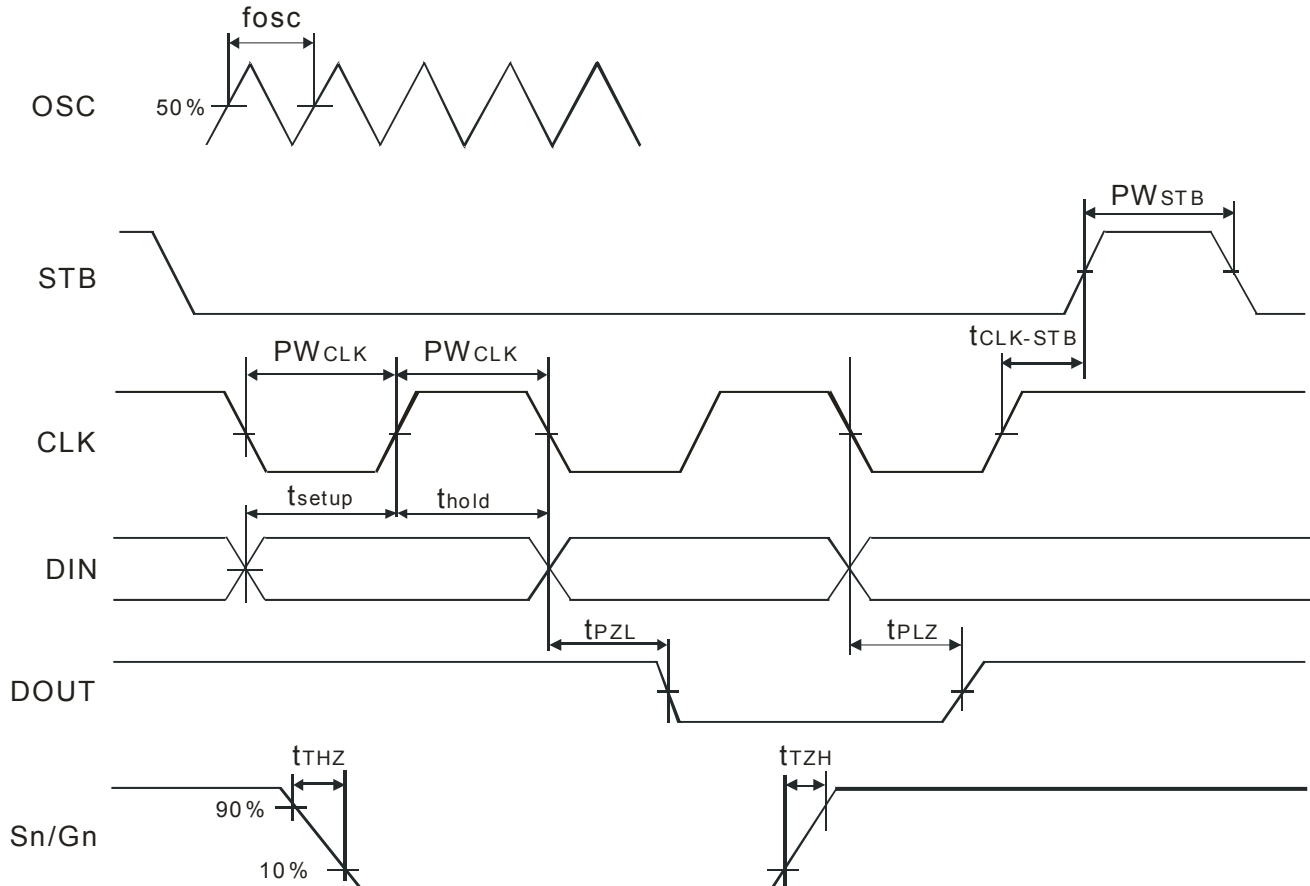 fosc
OSC
50%
PWSTB
STB
tCLK-STB
PWCLK PWCLK
CLK
tsetup thold
DIN
tPZL tPLZ
DOUT
tTHZ tTZH
90%
Sn/Gn
10%